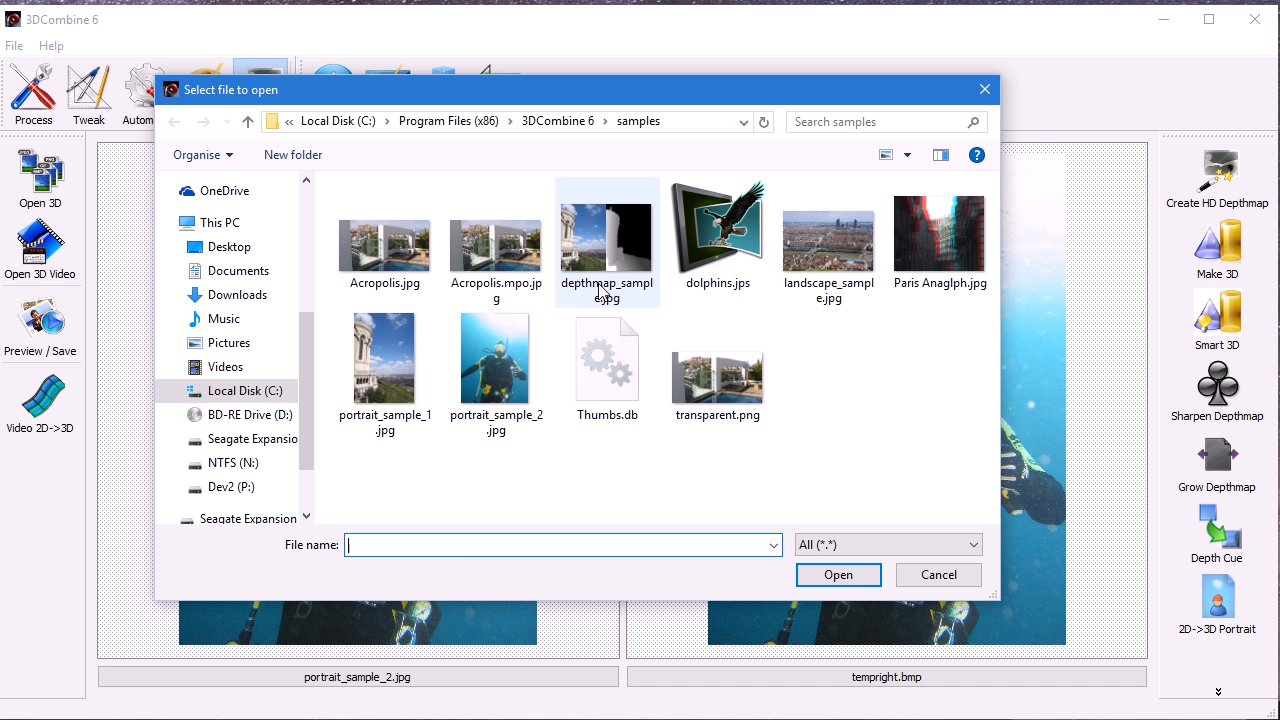 3DCombine 6
File Help
Process Tweak Autom
Select file to open
« Local Disk (C:) › Program Files (x86) › 3DCombine 6 › samples
Search samples
Organise New folder
OneDrive
This PC
Desktop
Documents
Downloads
Music
Pictures
Videos
Local Disk (C:)
BD-RE Drive (D:)
Seagate Expansio
NTFS (N:)
Dev2 (P:)
Seagate Expansion
Acropolis.jpg
Acropolis.mpo.jp
g
depthmap_sampl
e.jpg
dolphins.jps
landscape_sampl
e.jpg
Paris Anaglph.jpg
portrait_sample_1
.jpg
portrait_sample_2
.jpg
Thumbs.db
transparent.png
File name:
All (*.*)
Open Cancel
Open 3D
Open 3D Video
Preview / Save
Video 2D->3D
Create HD Depthmap
Make 3D
Smart 3D
Sharpen Depthmap
Grow Depthmap
Depth Cue
2D->3D Portrait
portrait_sample_2.jpg
tempright.bmp